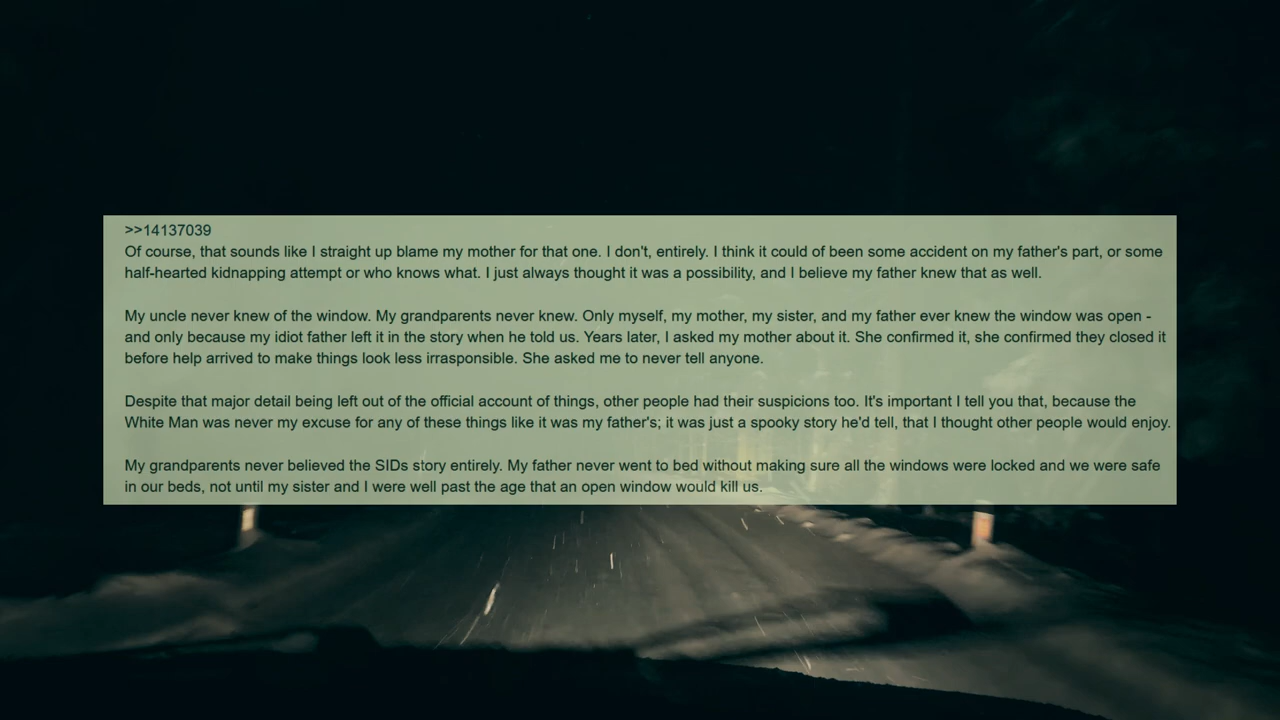 >>14137039
Of course, that sounds like I straight up blame my mother for that one. I don't, entirely. I think it could of been some accident on my father's part, or some
half-hearted kidnapping attempt or who knows what. I just always thought it was a possibility, and I believe my father knew that as well.
My uncle never knew of the window. My grandparents never knew. Only myself, my mother, my sister, and my father ever knew the window was open -
and only because my idiot father left it in the story when he told us. Years later, I asked my mother about it. She confirmed it, she confirmed they closed it
before help arrived to make things look less irrasponsible. She asked me to never tell anyone.
Despite that major detail being left out of the official account of things, other people had their suspicions too. It's important I tell you that, because the
White Man was never my excuse for any of these things like it was my father's; it was just a spooky story he'd tell, that I thought other people would enjoy.
My grandparents never believed the SIDs story entirely. My father never went to bed without making sure all the windows were locked and we were safe
in our beds, not until my sister and I were well past the age that an open window would kill us.